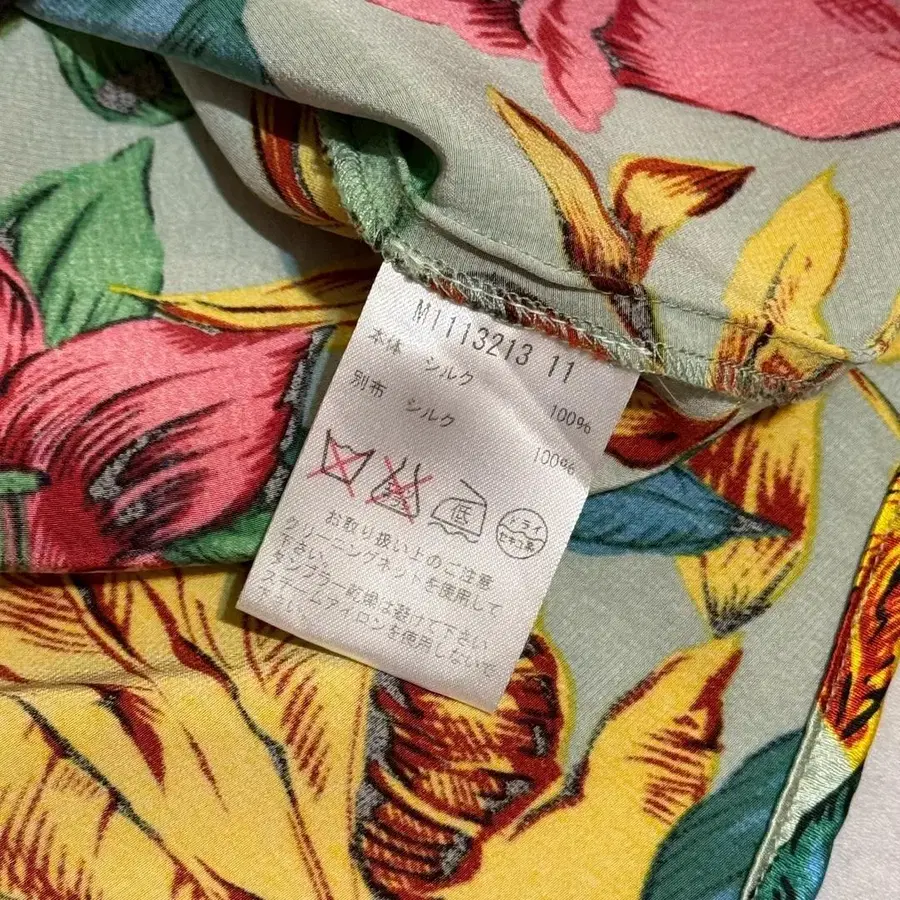 M1113213 11
本体 シルク 100%
別布 シルク 100%
低
ドライ
セキユ系
お取り扱い上のご注意
クリーニングネットを使用して
下さい
タンブラー乾燥は避けて下さい
スチームアイロンを使用しないで
下さい